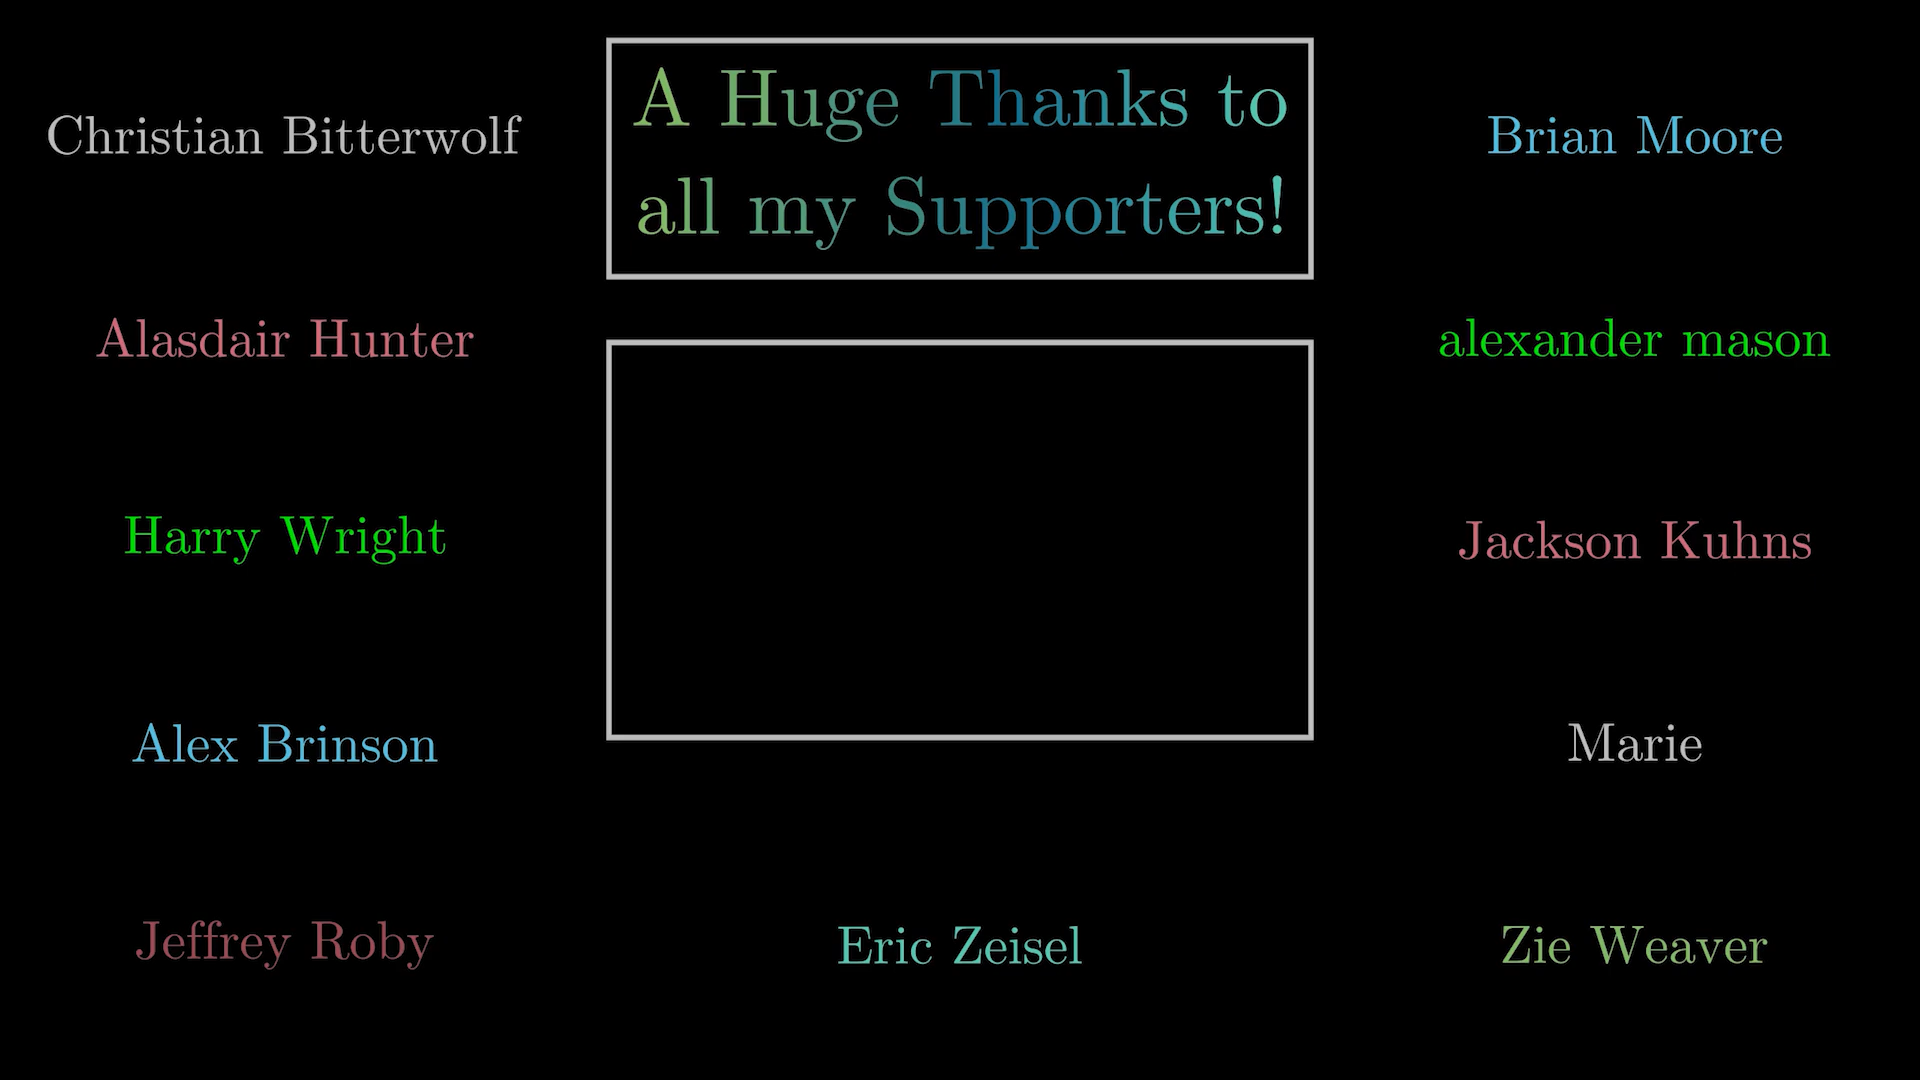 A Huge Thanks to
all my Supporters!
Christian Bitterwolf
Brian Moore
Alasdair Hunter
alexander mason
Harry Wright
Jackson Kuhns
Alex Brinson
Marie
Jeffrey Roby
Eric Zeisel
Zie Weaver